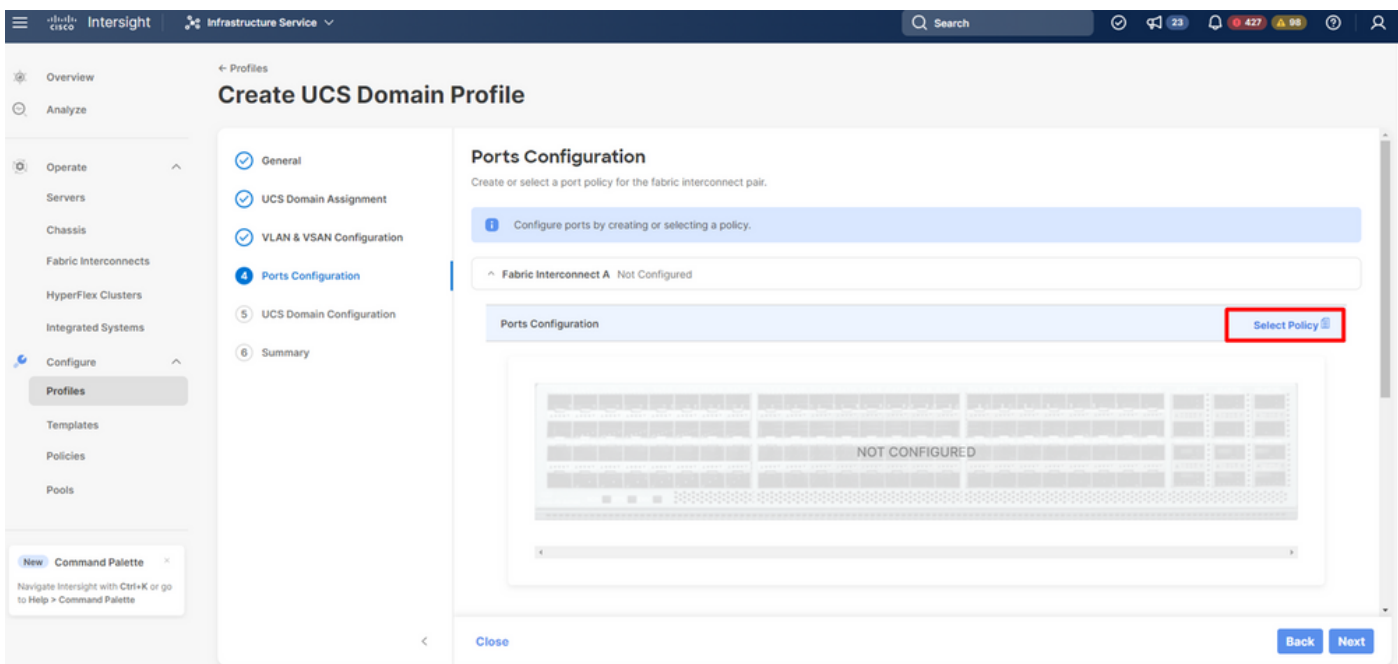 cisco Intersight
Infrastructure Service
Search
23
427
98
Overview
Analyze
Operate
Servers
Chassis
Fabric Interconnects
HyperFlex Clusters
Integrated Systems
Configure
Profiles
Templates
Policies
Pools
New Command Palette ×
Navigate Intersight with Ctrl+K or go
to Help > Command Palette
← Profiles
Create UCS Domain Profile
General
UCS Domain Assignment
VLAN & VSAN Configuration
4 Ports Configuration
5 UCS Domain Configuration
6 Summary
Ports Configuration
Create or select a port policy for the fabric interconnect pair.
Configure ports by creating or selecting a policy.
Fabric Interconnect A Not Configured
Ports Configuration
Select Policy
NOT CONFIGURED
Close
Back
Next